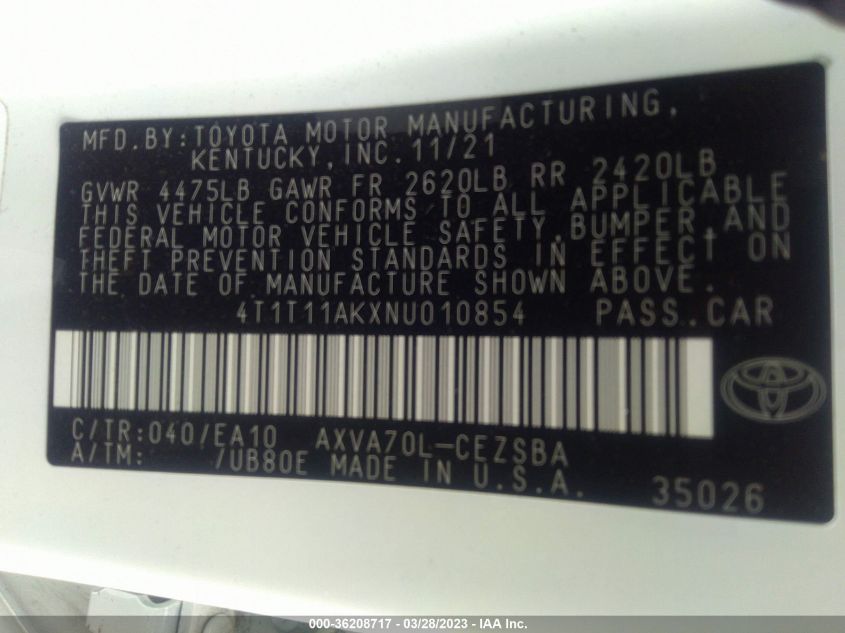 MFD.BY:TOYOTA MOTOR MANUFACTURING,
KENTUCKY,INC.11/21
GVWR 4475LB GAWR FR 2620LB RR 2420LB
THIS VEHICLE CONFORMS TO ALL APPLICABLE
FEDERAL MOTOR VEHICLE SAFETY,BUMPER,AND
THEFT PREVENTION STANDARDS IN EFFECT ON
THE DATE OF MANUFACTURE SHOWN ABOVE.
4T1T11AKXNU010854 PASS.CAR
C/TR:040/EA10 AXVA70L-CEZSBA
A/TM: /UB80E MADE IN U.S.A. 35026
000-36208717 / 03/28/2023 - IAA Inc.